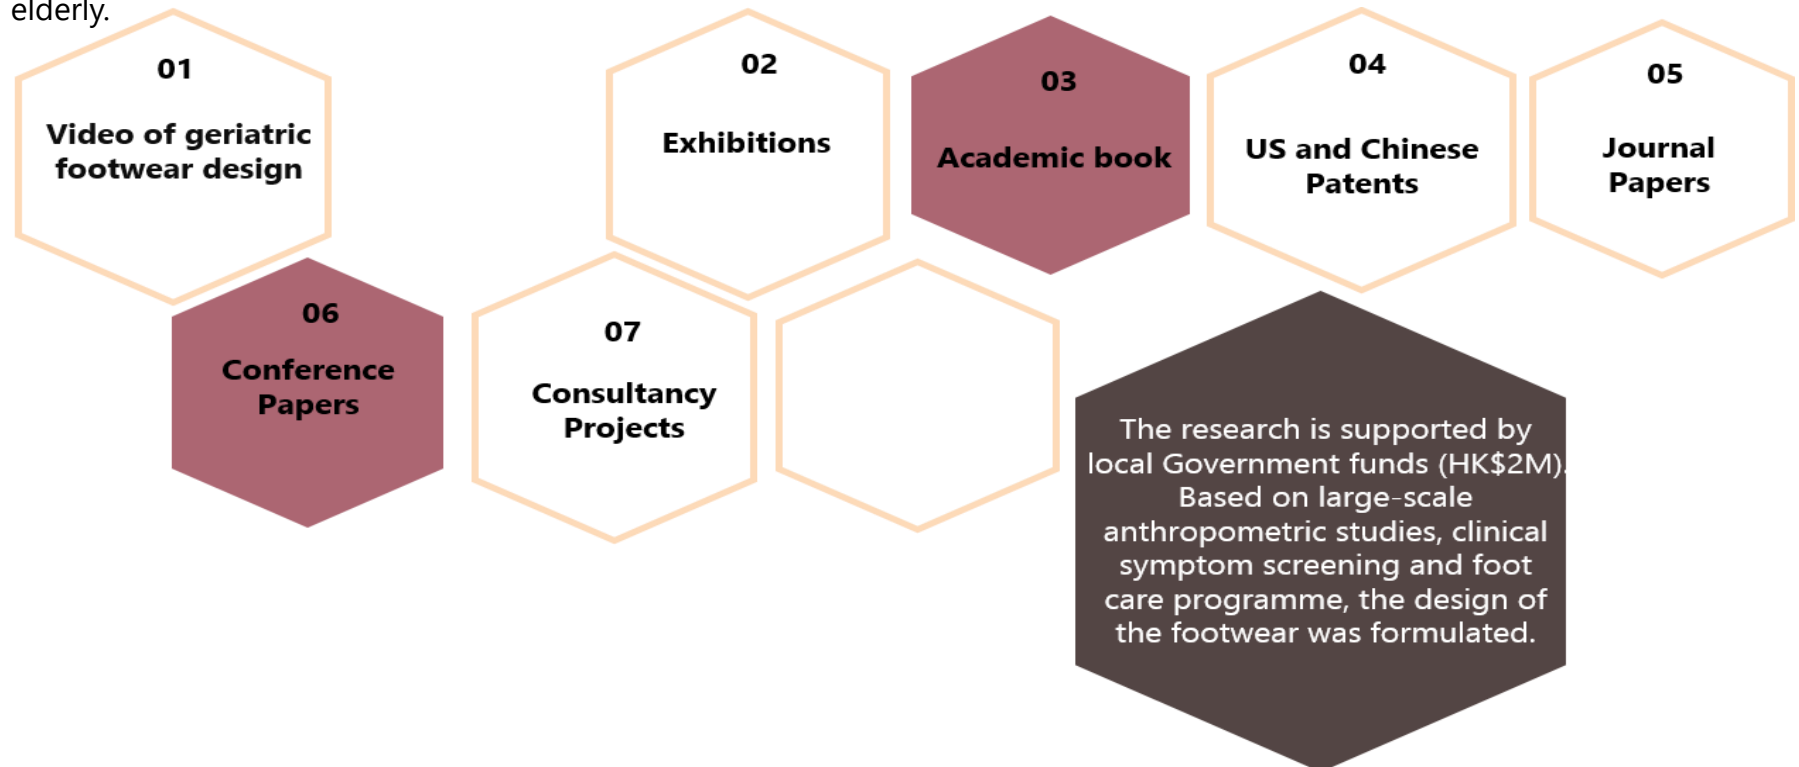 elderly.
01
Video of geriatric
footwear design
02
Exhibitions
03
Academic book
04
US and Chinese
Patents
05
Journal
Papers
06
Conference
Papers
07
Consultancy
Projects
The research is supported by
local Government funds (HK$2M).
Based on large-scale
anthropometric studies, clinical
symptom screening and foot
care programme, the design of
the footwear was formulated.